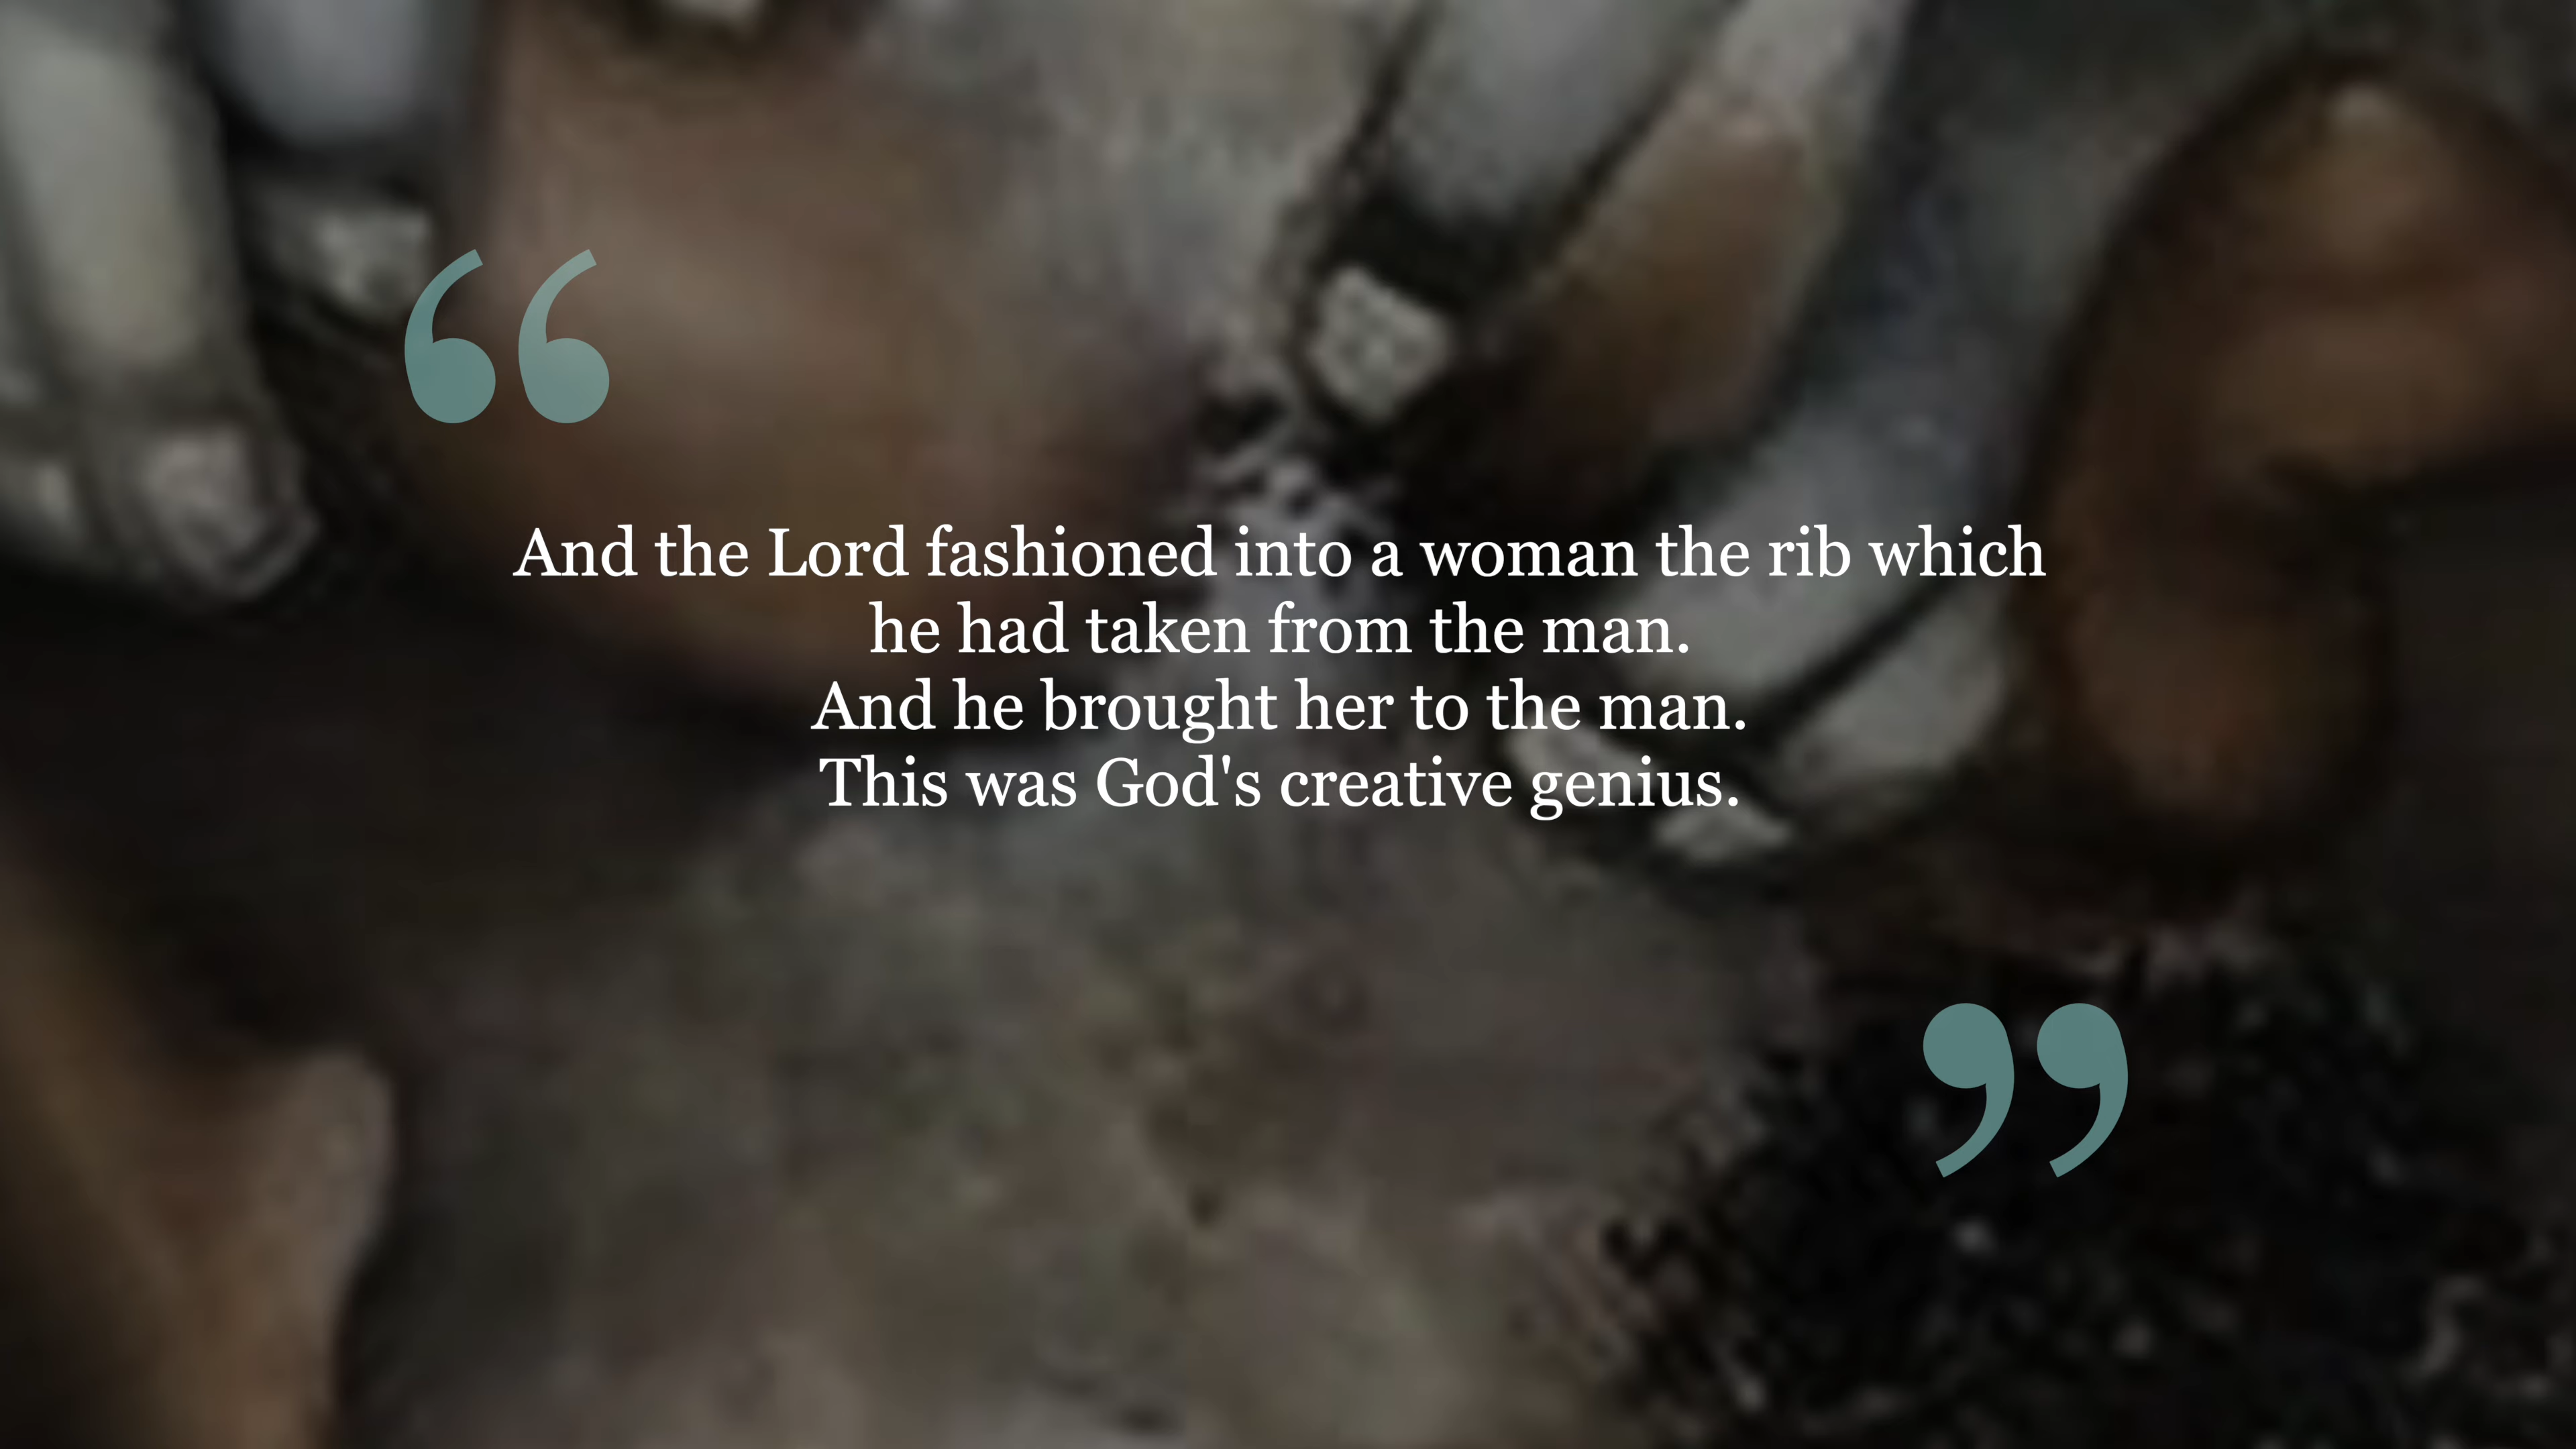 “
And the Lord fashioned into a woman the rib which
he had taken from the man.
And he brought her to the man.
This was God's creative genius.
”